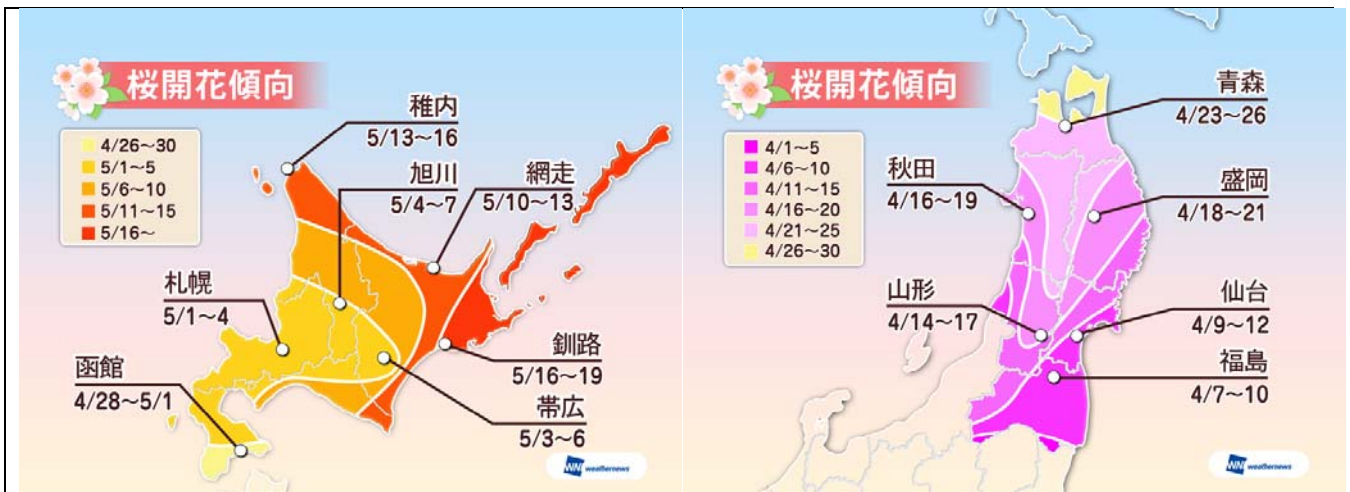 桜開花傾向
4/26〜30
5/1〜5
5/6〜10
5/11〜15
5/16〜
稚内
5/13〜16
旭川
5/4〜7
網走
5/10〜13
札幌
5/1〜4
函館
4/28〜5/1
釧路
5/16〜19
帯広
5/3〜6
WN weathernews
桜開花傾向
4/1〜5
4/6〜10
4/11〜15
4/16〜20
4/21〜25
4/26〜30
青森
4/23〜26
秋田
4/16〜19
盛岡
4/18〜21
山形
4/14〜17
仙台
4/9〜12
福島
4/7〜10
WN weathernews